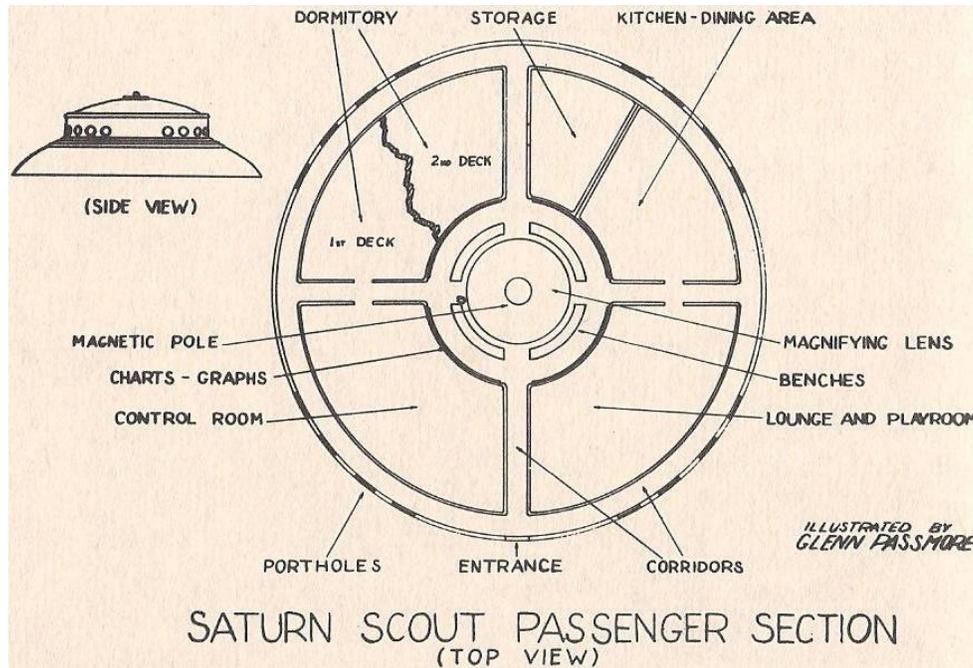 DORMITORY
STORAGE
KITCHEN-DINING AREA
2ND DECK
(SIDE VIEW)
1ST DECK
MAGNETIC POLE
MAGNIFYING LENS
CHARTS - GRAPHS
BENCHES
CONTROL ROOM
LOUNGE AND PLAYROOM
ILLUSTRATED BY
GLENN PASSMORE
PORTHOLES
ENTRANCE
CORRIDORS
SATURN SCOUT PASSENGER SECTION
(TOP VIEW)